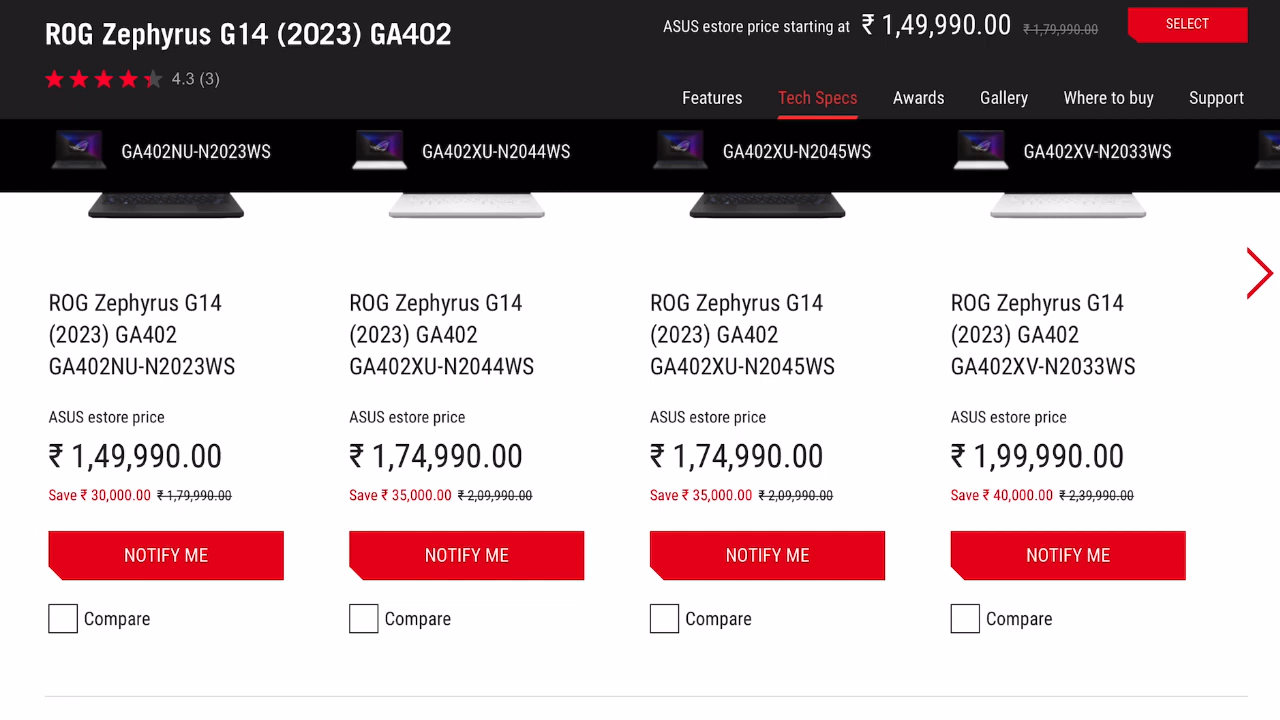 ROG Zephyrus G14 (2023) GA402
ASUS estore price starting at ₹ 1,49,990.00 ₹ 1,79,990.00
SELECT
4.3 (3)
Features Tech Specs Awards Gallery Where to buy Support
GA402NU-N2023WS GA402XU-N2044WS GA402XU-N2045WS GA402XV-N2033WS
ROG Zephyrus G14
(2023) GA402
GA402NU-N2023WS
ASUS estore price
₹ 1,49,990.00
Save ₹ 30,000.00 ₹ 1,79,990.00
NOTIFY ME
Compare
ROG Zephyrus G14
(2023) GA402
GA402XU-N2044WS
ASUS estore price
₹ 1,74,990.00
Save ₹ 35,000.00 ₹ 2,09,990.00
NOTIFY ME
Compare
ROG Zephyrus G14
(2023) GA402
GA402XU-N2045WS
ASUS estore price
₹ 1,74,990.00
Save ₹ 35,000.00 ₹ 2,09,990.00
NOTIFY ME
Compare
ROG Zephyrus G14
(2023) GA402
GA402XV-N2033WS
ASUS estore price
₹ 1,99,990.00
Save ₹ 40,000.00 ₹ 2,39,990.00
NOTIFY ME
Compare